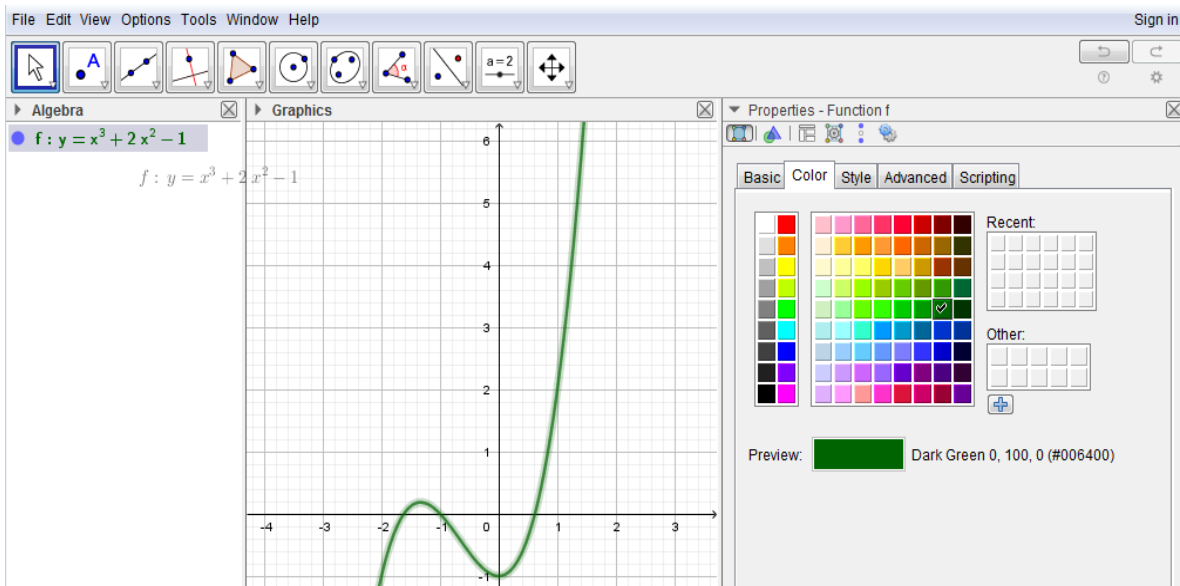 File Edit View Options Tools Window Help
Sign in
A
α
a=2
Algebra
Graphics
Properties - Function f
f : y = x³ + 2 x² − 1
f : y = x³ + 2 x² − 1
Basic Color Style Advanced Scripting
Recent:
Other:
Preview:
Dark Green 0, 100, 0 (#006400)
6
5
4
3
2
1
-4 -3 -2 -1 0 1 2 3
-1